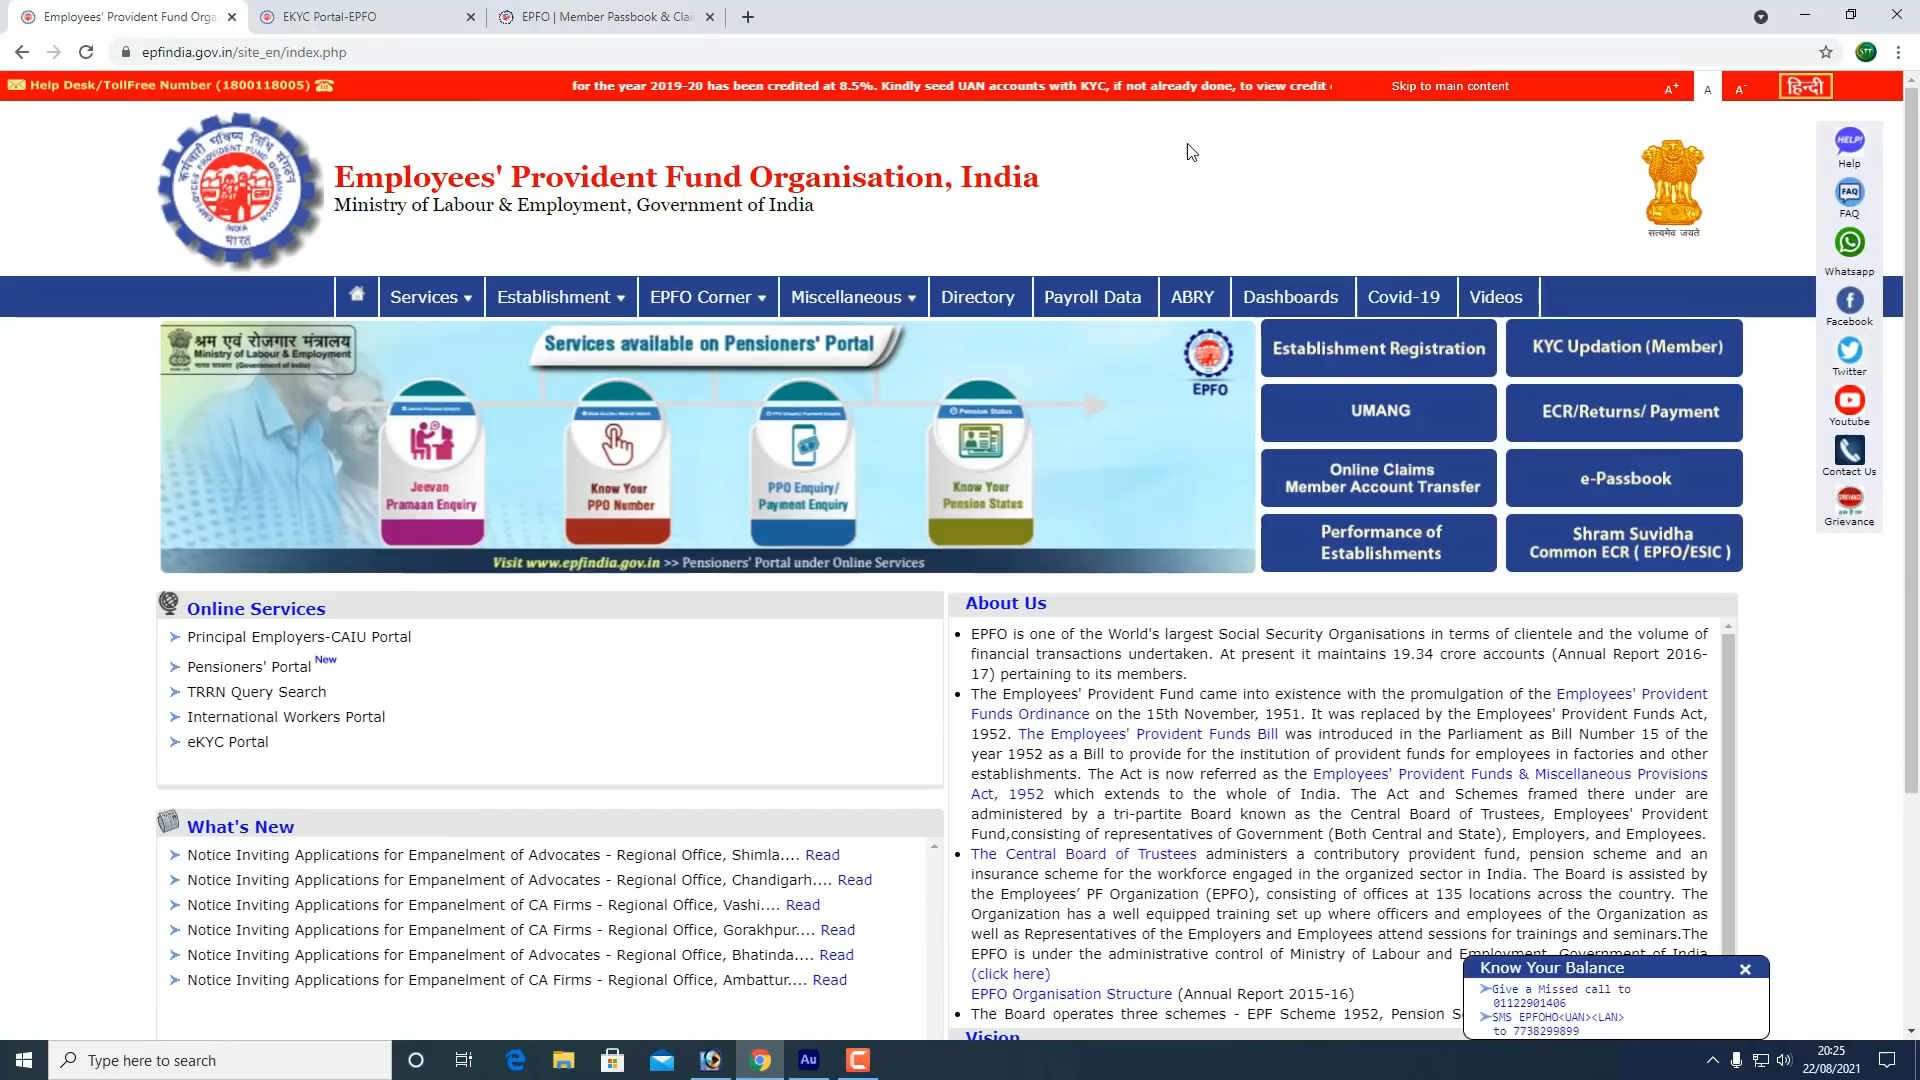 Employees' Provident Fund Orga
EKYC Portal-EPFO
EPFO | Member Passbook & Clai
epfindia.gov.in/site_en/index.php
Help Desk/TollFree Number (1800118005)
for the year 2019-20 has been credited at 8.5%. Kindly seed UAN accounts with KYC, if not already done, to view credit
Skip to main content
A+ A A-
हिन्दी
Employees' Provident Fund Organisation, India
Ministry of Labour & Employment, Government of India
सत्यमेव जयते
कर्मचारी भविष्य निधि संगठन
EMPLOYEES PROVIDENT FUND ORGANISATION
INDIA
भारत
HELP!
Help
FAQ
FAQ
Whatsapp
Facebook
Twitter
Youtube
Contact Us
Grievance
Services
Establishment
EPFO Corner
Miscellaneous
Directory
Payroll Data
ABRY
Dashboards
Covid-19
Videos
श्रम एवं रोजगार मंत्रालय
Ministry of Labour & Employment
Services available on Pensioners' Portal
EPFO
Jeevan
Pramaan Enquiry
Know Your
PPO Number
PPO Enquiry/
Payment Enquiry
Pension Status
Know Your
Pension Status
Visit www.epfindia.gov.in >> Pensioners' Portal under Online Services
Establishment Registration
KYC Updation (Member)
UMANG
ECR/Returns/ Payment
Online Claims
Member Account Transfer
e-Passbook
Performance of
Establishments
Shram Suvidha
Common ECR ( EPFO/ESIC )
Online Services
Principal Employers-CAIU Portal
Pensioners' Portal New
TRRN Query Search
International Workers Portal
eKYC Portal
What's New
Notice Inviting Applications for Empanelment of Advocates - Regional Office, Shimla.... Read
Notice Inviting Applications for Empanelment of Advocates - Regional Office, Chandigarh.... Read
Notice Inviting Applications for Empanelment of CA Firms - Regional Office, Vashi.... Read
Notice Inviting Applications for Empanelment of CA Firms - Regional Office, Gorakhpur.... Read
Notice Inviting Applications for Empanelment of Advocates - Regional Office, Bhatinda.... Read
Notice Inviting Applications for Empanelment of CA Firms - Regional Office, Ambattur.... Read
About Us
EPFO is one of the World's largest Social Security Organisations in terms of clientele and the volume of
financial transactions undertaken. At present it maintains 19.34 crore accounts (Annual Report 2016-
17) pertaining to its members.
The Employees' Provident Fund came into existence with the promulgation of the Employees' Provident
Funds Ordinance on the 15th November, 1951. It was replaced by the Employees' Provident Funds Act,
1952. The Employees' Provident Funds Bill was introduced in the Parliament as Bill Number 15 of the
year 1952 as a Bill to provide for the institution of provident funds for employees in factories and other
establishments. The Act is now referred as the Employees' Provident Funds & Miscellaneous Provisions
Act, 1952 which extends to the whole of India. The Act and Schemes framed there under are
administered by a tri-partite Board known as the Central Board of Trustees, Employees' Provident
Fund,consisting of representatives of Government (Both Central and State), Employers, and Employees.
The Central Board of Trustees administers a contributory provident fund, pension scheme and an
insurance scheme for the workforce engaged in the organized sector in India. The Board is assisted by
the Employees' PF Organization (EPFO), consisting of offices at 135 locations across the country. The
Organization has a well equipped training set up where officers and employees of the Organization as
well as Representatives of the Employers and Employees attend sessions for trainings and seminars.The
EPFO is under the administrative control of Ministry of Labour and Employment, Government of India
(click here)
EPFO Organisation Structure (Annual Report 2015-16)
The Board operates three schemes - EPF Scheme 1952, Pension S
Vision
Know Your Balance
Give a Missed call to
01122901406
SMS EPFOHO<UAN><LAN>
to 7738299899
Type here to search
Au
20:25
22/08/2021